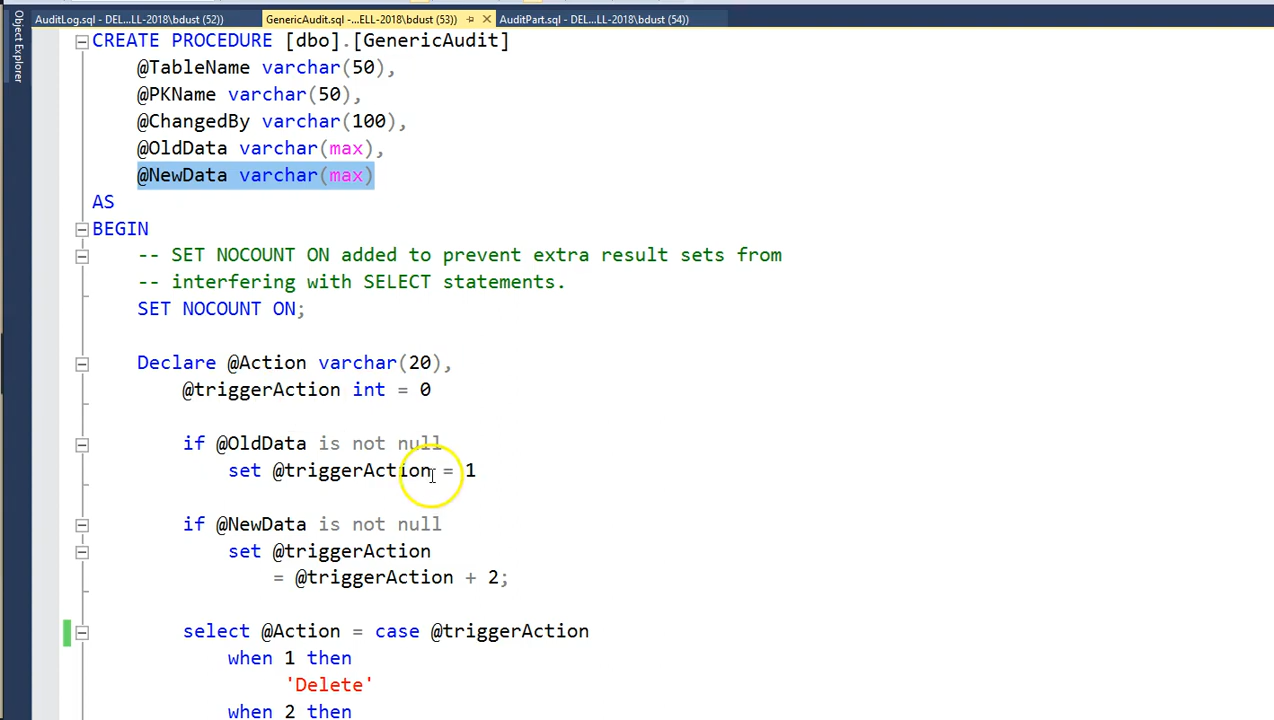 AuditLog.sql - DEL...LL-2018\bdust (52))
GenericAudit.sql -...ELL-2018\bdust (53))
AuditPart.sql - DEL...LL-2018\bdust (54))
Object Explorer
CREATE PROCEDURE [dbo].[GenericAudit]
@TableName varchar(50),
@PKName varchar(50),
@ChangedBy varchar(100),
@OldData varchar(max),
@NewData varchar(max)
AS
BEGIN
-- SET NOCOUNT ON added to prevent extra result sets from
-- interfering with SELECT statements.
SET NOCOUNT ON;
Declare @Action varchar(20),
@triggerAction int = 0
if @OldData is not null
set @triggerAction = 1
if @NewData is not null
set @triggerAction
= @triggerAction + 2;
select @Action = case @triggerAction
when 1 then
'Delete'
when 2 then